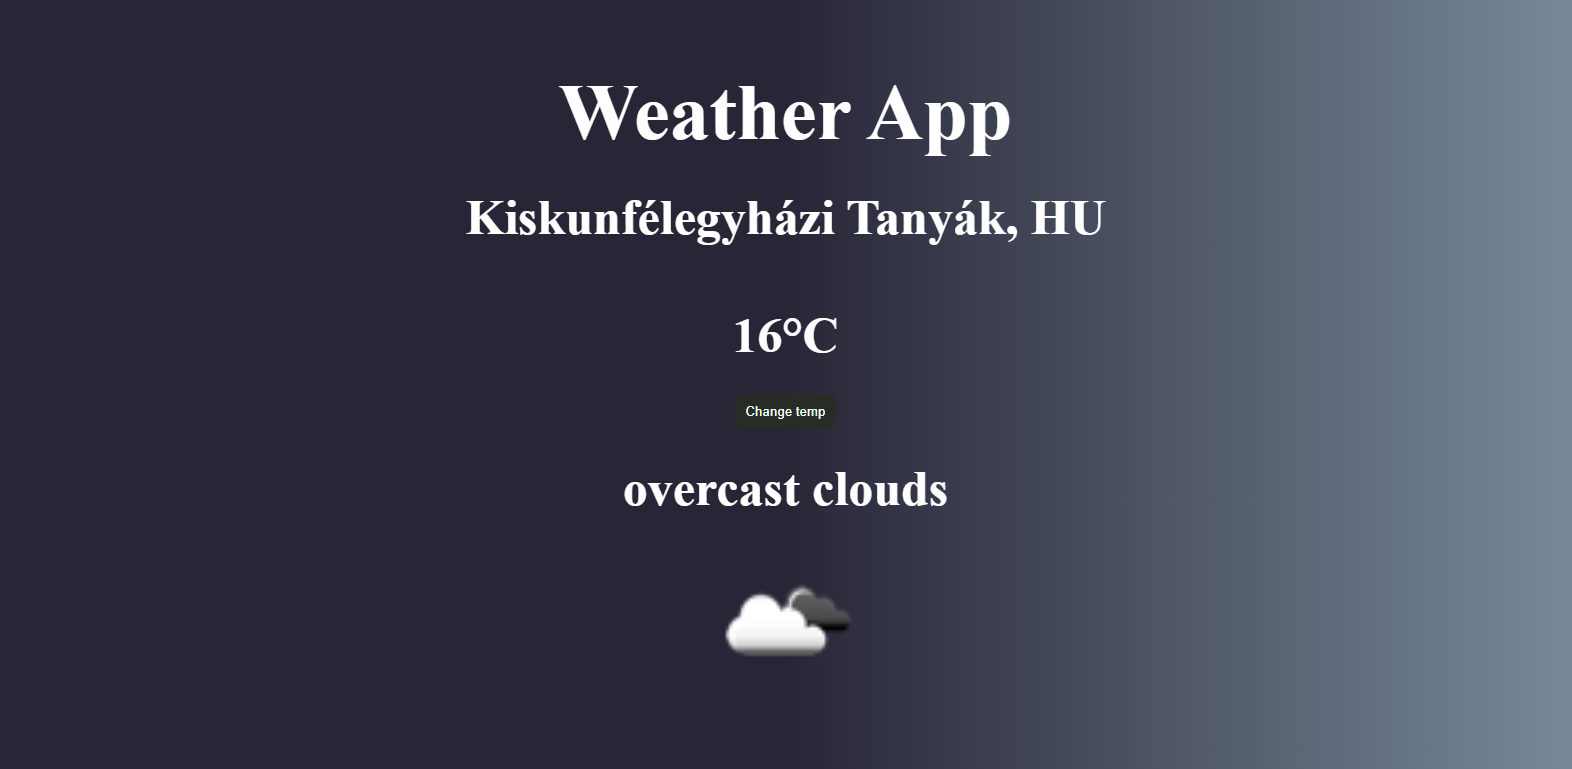 Weather App
Kiskunfélegyházi Tanyák, HU
16°C
Change temp
overcast clouds